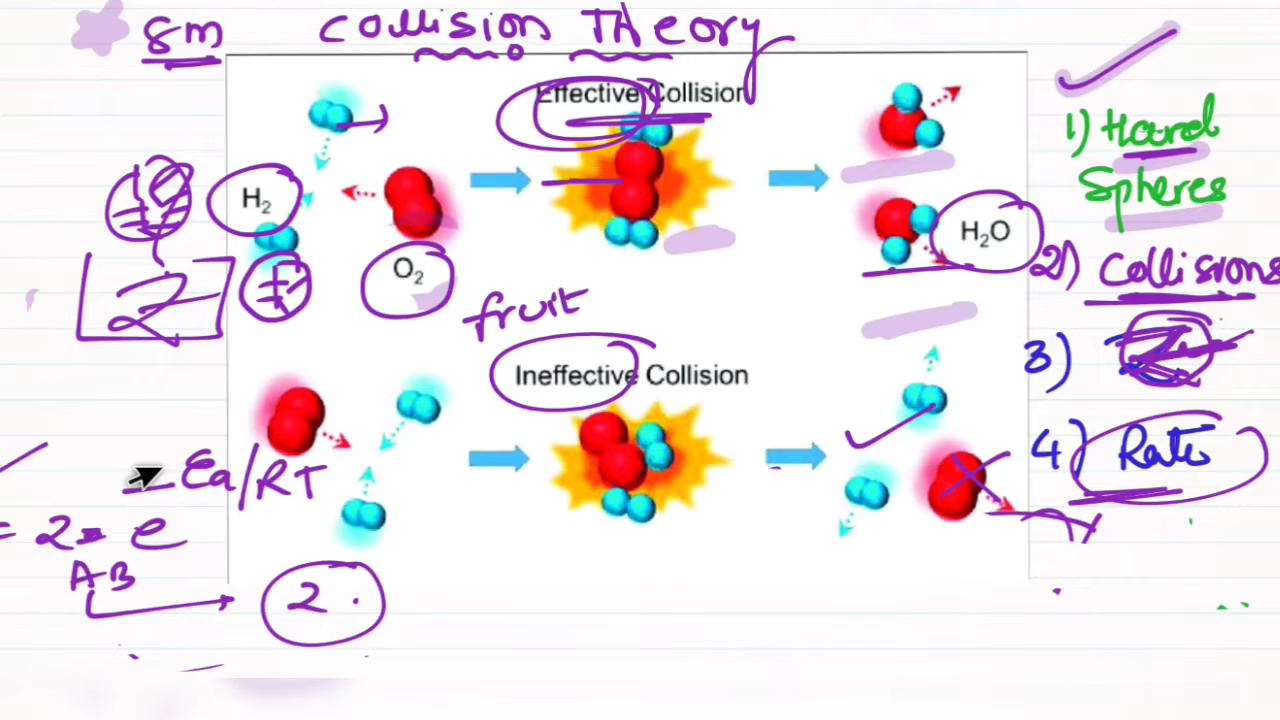 8m Collision Theory
Effective Collision
H₂
O₂
H₂O
1) Hard
Spheres
2) Collisions
fruit
Ineffective Collision
3)
4) Rate
Ea/RT
= e
AB
2